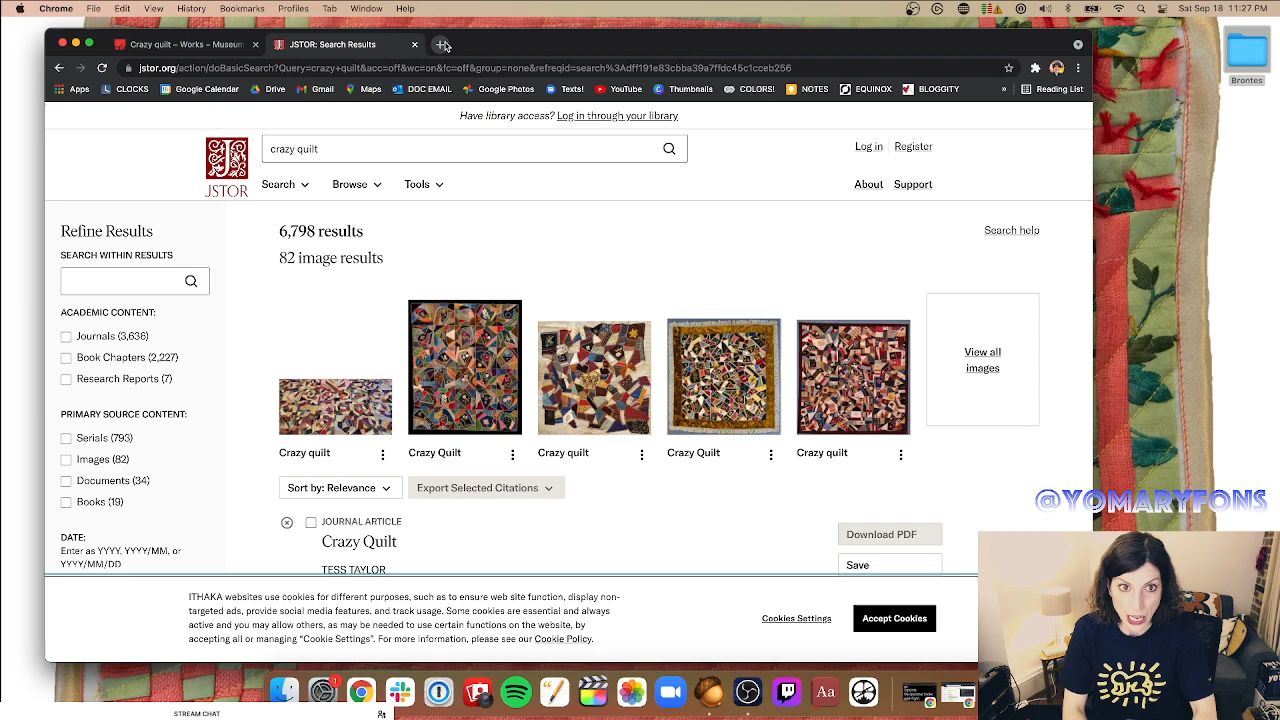 Chrome File Edit View History Bookmarks Profiles Tab Window Help Sat Sep 18 11:27:15 PM
Crazy quilt – Works – Museum
JSTOR: Search Results
jstor.org/action/doBasicSearch?Query=crazy+quilt&acc=off&wc=on&fc=off&group=none&refreqid=search%3Adff191e83cbba39a7ffdc45c1cceb256
Apps CLOCKS Google Calendar Drive Gmail Maps DOC EMAIL Google Photos Texts! YouTube Thumbnails COLORS! NOTES EQUINOX BLOGGITY » Reading List
Brontes
Have library access? Log in through your library
crazy quilt
Log in Register
JSTOR
Search Browse Tools
About Support
Refine Results
SEARCH WITHIN RESULTS
ACADEMIC CONTENT:
Journals (3,636)
Book Chapters (2,227)
Research Reports (7)
PRIMARY SOURCE CONTENT:
Serials (793)
Images (82)
Documents (34)
Books (19)
DATE:
Enter as YYYY, YYYY/MM, or
YYYY/MM/DD
6,798 results
Search help
82 image results
View all
images
Crazy quilt Crazy Quilt Crazy quilt Crazy Quilt Crazy quilt
Sort by: Relevance Export Selected Citations
JOURNAL ARTICLE
Crazy Quilt
TESS TAYLOR
Download PDF
Save
@YOMARYFONS
ITHAKA websites use cookies for different purposes, such as to ensure web site function, display non-
targeted ads, provide social media features, and track usage. Some cookies are essential and always
active and you may allow others, as may be needed to use certain functions on the website, by
accepting all or managing “Cookie Settings”. For more information, please see our Cookie Policy.
Cookies Settings
Accept Cookies
1
Aa
STREAM CHAT